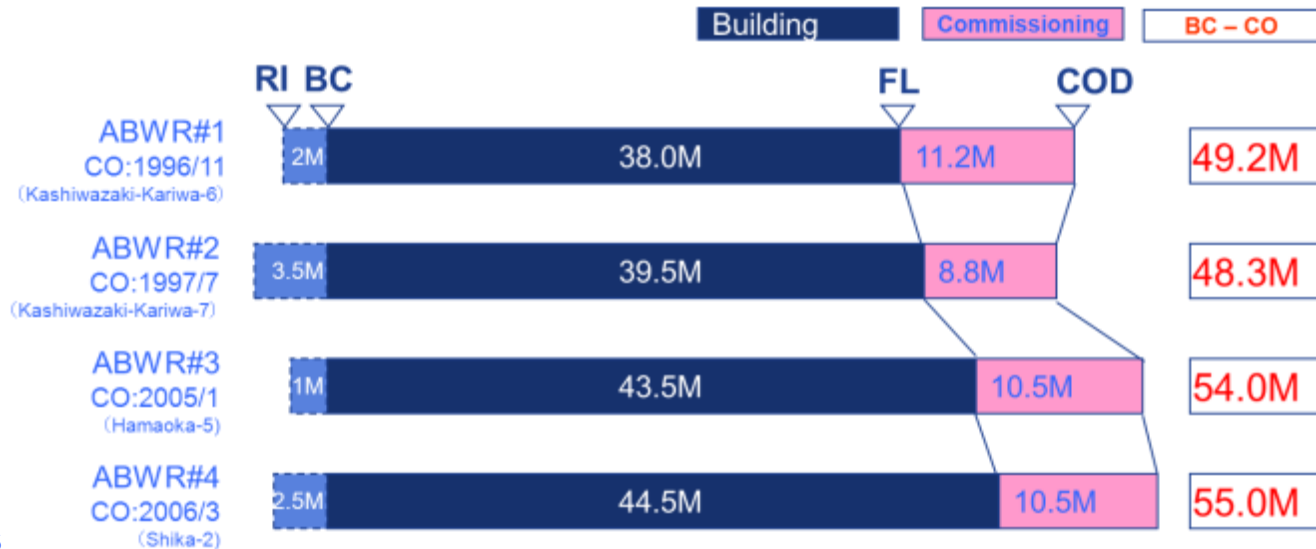 Building Commissioning BC – CO
RI BC FL COD
ABWR#1
CO:1996/11
(Kashiwazaki-Kariwa-6)
2M 38.0M 11.2M 49.2M
ABWR#2
CO:1997/7
(Kashiwazaki-Kariwa-7)
3.5M 39.5M 8.8M 48.3M
ABWR#3
CO:2005/1
(Hamaoka-5)
1M 43.5M 10.5M 54.0M
ABWR#4
CO:2006/3
(Shika-2)
2.5M 44.5M 10.5M 55.0M